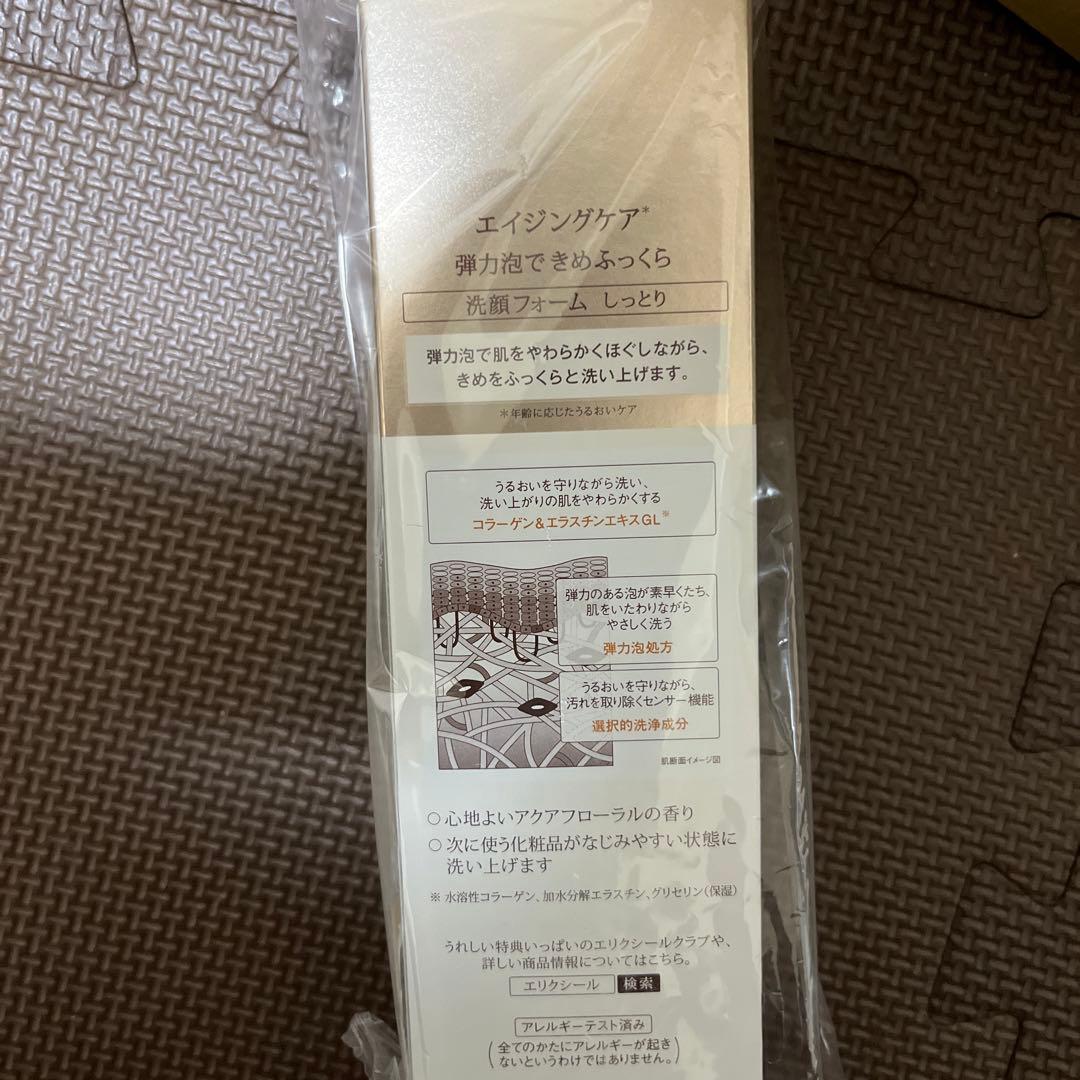 エイジングケア*
弾力泡できめふっくら
洗顔フォーム しっとり
弾力泡で肌をやわらかくほぐしながら、
きめをふっくらと洗い上げます。
*年齢に応じたうるおいケア
うるおいを守りながら洗い、
洗い上がりの肌をやわらかくする
コラーゲン&エラスチンエキスGL※
弾力のある泡が素早くたち、
肌をいたわりながら
やさしく洗う
弾力泡処方
うるおいを守りながら、
汚れを取り除くセンサー機能
選択的洗浄成分
肌断面イメージ図
○心地よいアクアフローラルの香り
○次に使う化粧品がなじみやすい状態に
洗い上げます
※水溶性コラーゲン、加水分解エラスチン、グリセリン(保湿)
うれしい特典いっぱいのエリクシールクラブや、
詳しい商品情報についてはこちら。
エリクシール 検索
アレルギーテスト済み
(全てのかたにアレルギーが起き
ないというわけではありません。)